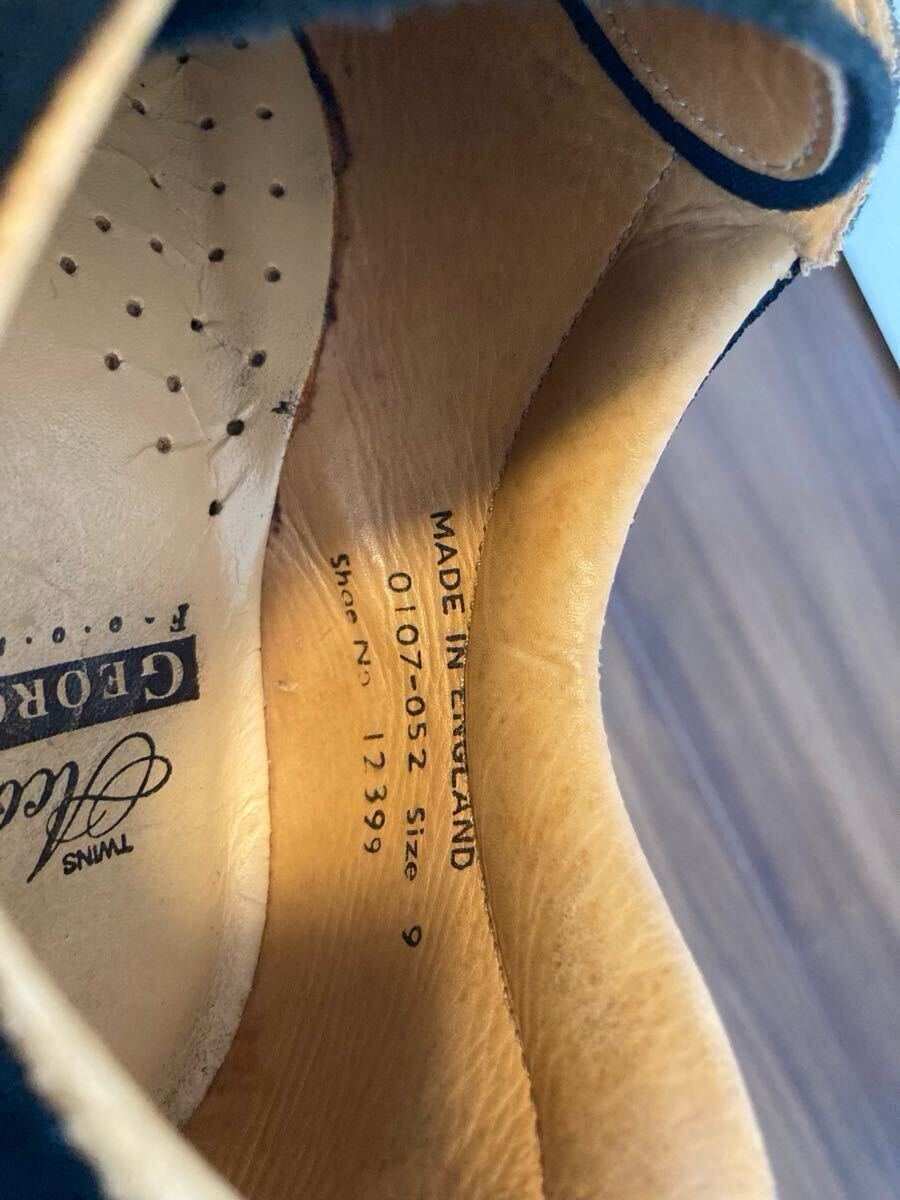 MADE IN ENGLAND
0107-052 Size 9
Shoe No 12399
GEORG
TWINS